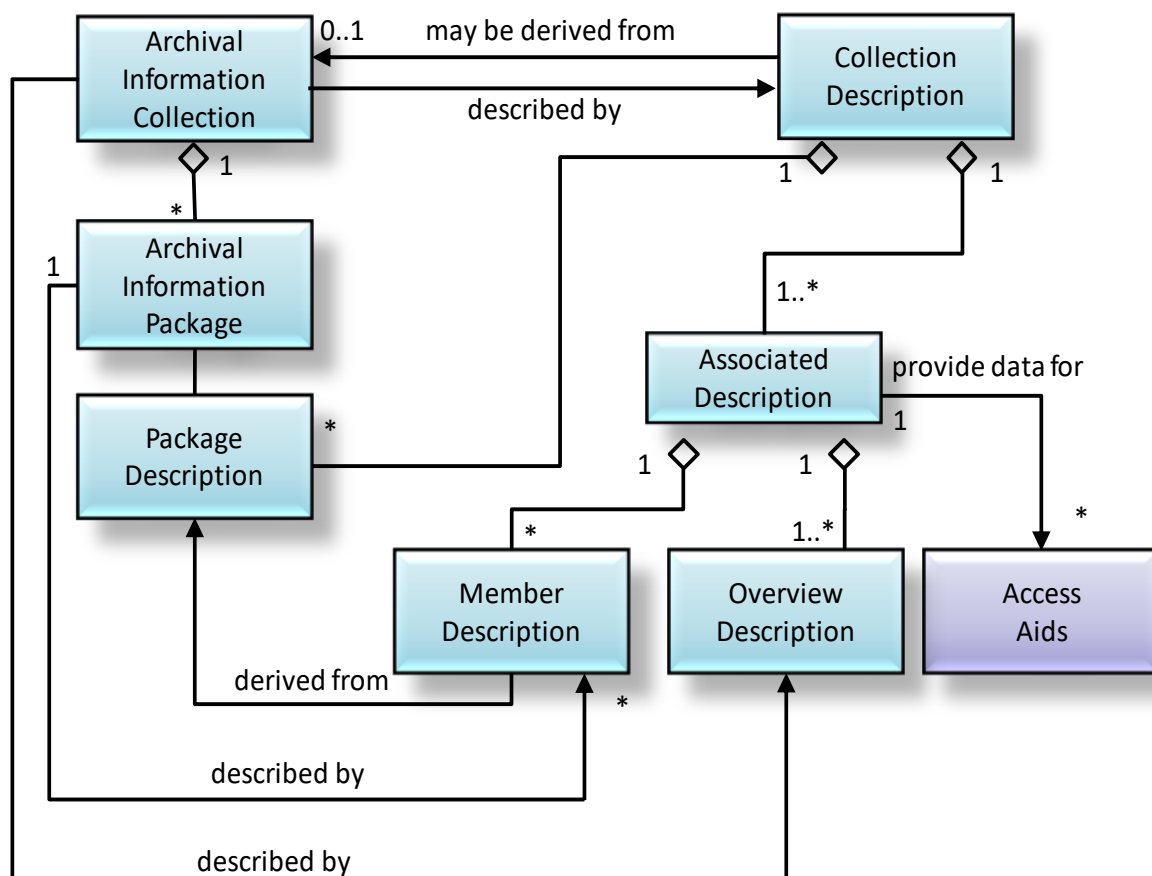 Archival
Information
Collection
0..1
may be derived from
described by
Collection
Description
1
*
1
1
Archival
Information
Package
1
1..*
Associated
Description
provide data for
1
*
Package
Description
*
1
1
*
1..*
Member
Description
*
Overview
Description
Access
Aids
derived from
described by
described by